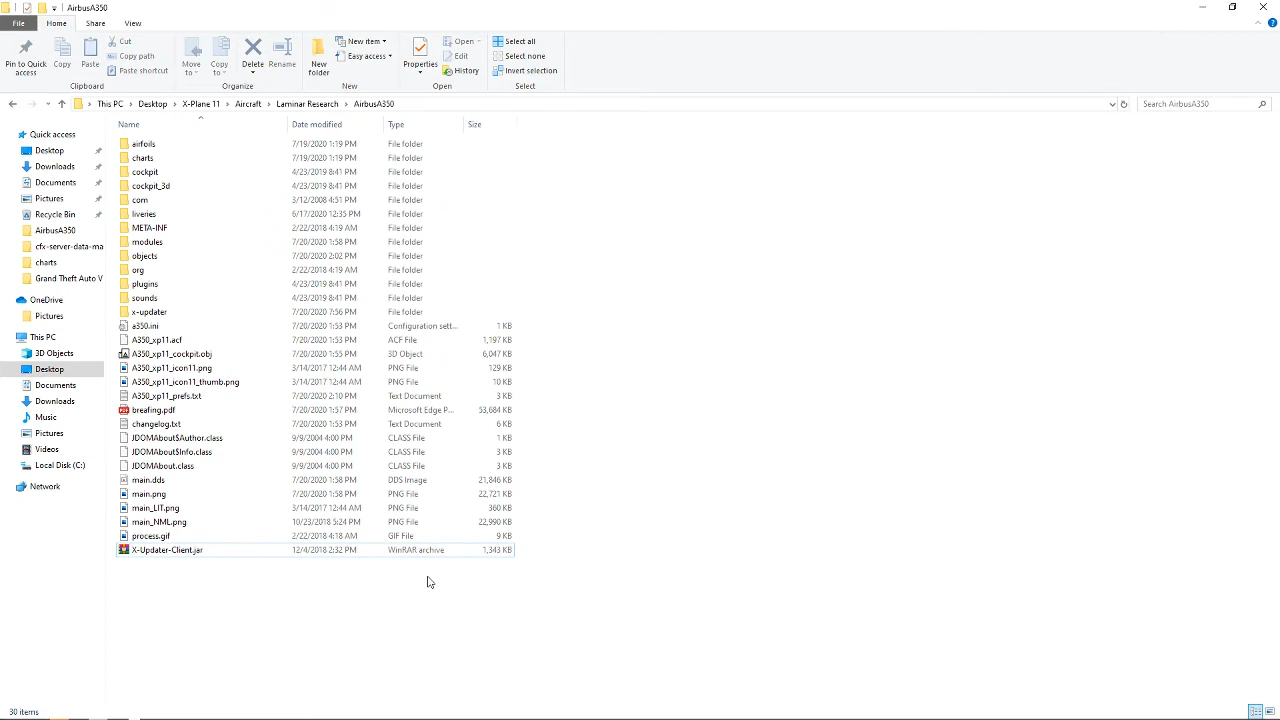 AirbusA350
File Home Share View
Pin to Quick access
Copy
Paste
Cut
Copy path
Paste shortcut
Clipboard
Move to
Copy to
Delete
Rename
Organize
New folder
New item
Easy access
New
Properties
Open
Edit
History
Open
Select all
Select none
Invert selection
Select
This PC Desktop X-Plane 11 Aircraft Laminar Research AirbusA350
Search AirbusA350
Quick access
Desktop
Downloads
Documents
Pictures
Recycle Bin
AirbusA350
cfx-server-data-ma
charts
Grand Theft Auto V
OneDrive
Pictures
This PC
3D Objects
Desktop
Documents
Downloads
Music
Pictures
Videos
Local Disk (C:)
Network
Name Date modified Type Size
airfoils 7/19/2020 1:19 PM File folder
charts 7/19/2020 1:19 PM File folder
cockpit 4/23/2019 8:41 PM File folder
cockpit_3d 4/23/2019 8:41 PM File folder
com 3/12/2008 4:51 PM File folder
liveries 6/17/2020 12:35 PM File folder
META-INF 2/22/2018 4:19 AM File folder
modules 7/20/2020 1:58 PM File folder
objects 7/20/2020 2:02 PM File folder
org 2/22/2018 4:19 AM File folder
plugins 4/23/2019 8:41 PM File folder
sounds 4/23/2019 8:41 PM File folder
x-updater 7/20/2020 7:56 PM File folder
a350.ini 7/20/2020 1:53 PM Configuration sett... 1 KB
A350_xp11.acf 7/20/2020 1:53 PM ACF File 1,197 KB
A350_xp11_cockpit.obj 7/20/2020 1:55 PM 3D Object 6,047 KB
A350_xp11_icon11.png 3/14/2017 12:44 AM PNG File 129 KB
A350_xp11_icon11_thumb.png 3/14/2017 12:44 AM PNG File 10 KB
A350_xp11_prefs.txt 7/20/2020 2:10 PM Text Document 3 KB
breafing.pdf 7/20/2020 1:57 PM Microsoft Edge P... 53,684 KB
changelog.txt 7/20/2020 1:53 PM Text Document 6 KB
JDOMAbout$Author.class 9/9/2004 4:00 PM CLASS File 1 KB
JDOMAbout$Info.class 9/9/2004 4:00 PM CLASS File 3 KB
JDOMAbout.class 9/9/2004 4:00 PM CLASS File 3 KB
main.dds 7/20/2020 1:58 PM DDS Image 21,846 KB
main.png 7/20/2020 1:58 PM PNG File 22,721 KB
main_LIT.png 3/14/2017 12:44 AM PNG File 360 KB
main_NML.png 10/23/2018 5:24 PM PNG File 22,990 KB
process.gif 2/22/2018 4:18 AM GIF File 9 KB
X-Updater-Client.jar 12/4/2018 2:32 PM WinRAR archive 1,343 KB
30 items